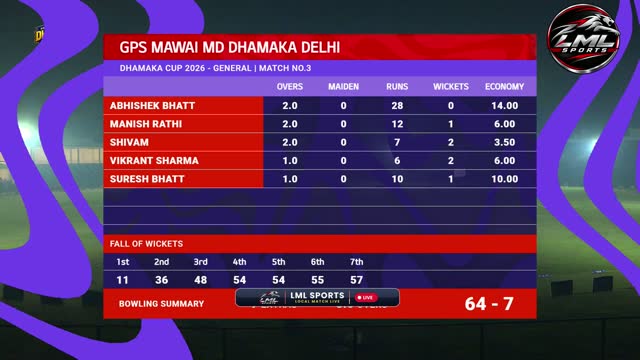 GPS MAWAI MD DHAMAKA DELHI
DHAMAKA CUP 2026 - GENERAL | MATCH NO.3
OVERS MAIDEN RUNS WICKETS ECONOMY
ABHISHEK BHATT 2.0 0 28 0 14.00
MANISH RATHI 2.0 0 12 1 6.00
SHIVAM 2.0 0 7 2 3.50
VIKRANT SHARMA 1.0 0 6 2 6.00
SURESH BHATT 1.0 0 10 1 10.00
FALL OF WICKETS
1st 2nd 3rd 4th 5th 6th 7th
11 36 48 54 54 55 57
BOWLING SUMMARY 64 - 7
LML SPORTS LIVE
LOCAL MATCH LIVE
LML
SPORTS